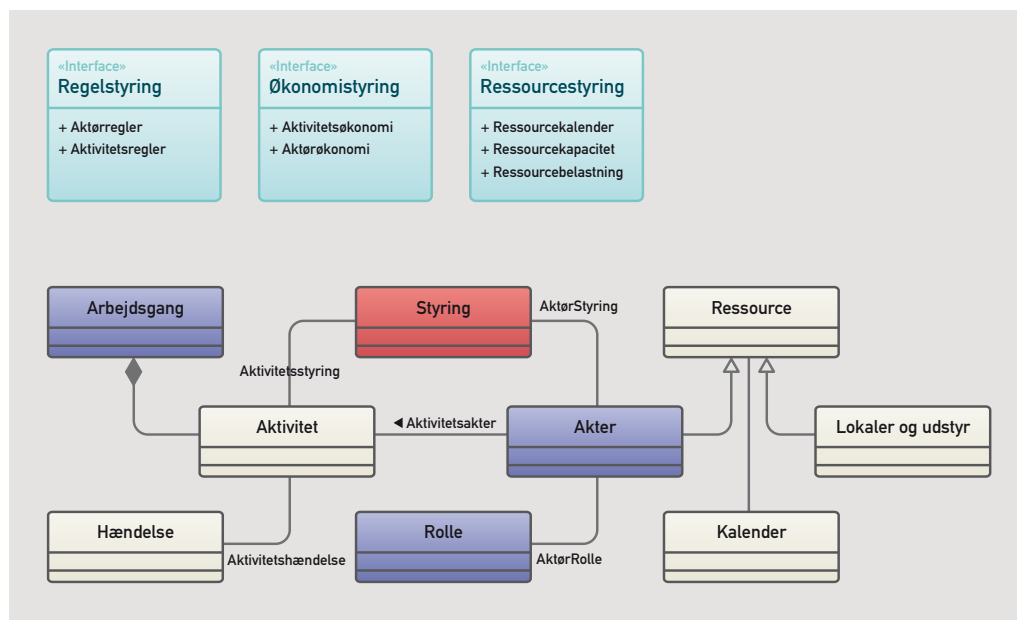 «Interface»
Regelstyring
+ Aktørregler
+ Aktivitetsregler
«Interface»
Økonomistyring
+ Aktivitetsøkonomi
+ Aktørøkonomi
«Interface»
Ressourcestyring
+ Ressourcekalender
+ Ressourcekapacitet
+ Ressourcebelastning
Arbejdsgang
Styring
AktørStyring
Ressource
Aktivitetsstyring
Aktivitet
◀ Aktivitetsakter
Akter
Lokaler og udstyr
Hændelse
Aktivitetshændelse
Rolle
AktørRolle
Kalender